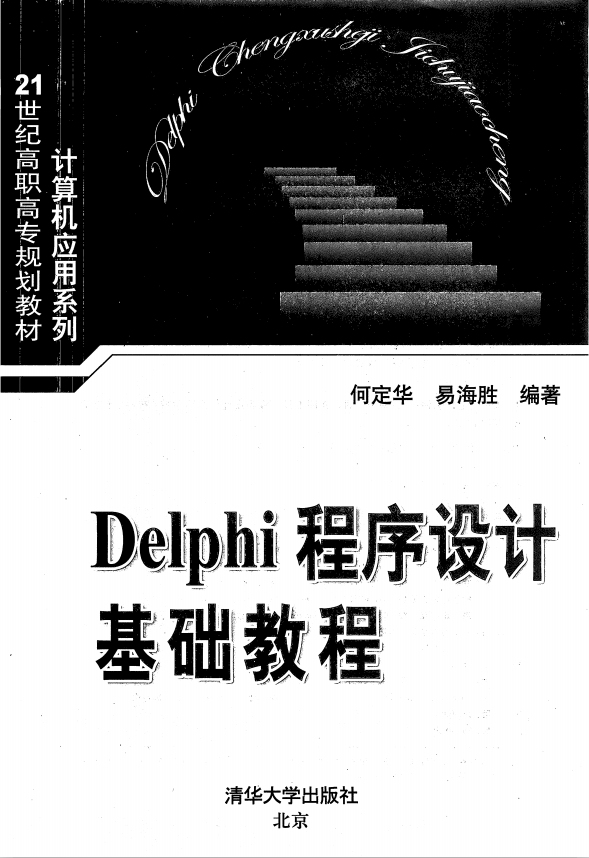 21世纪高职高专规划教材
计算机应用系列
Delphi Chengxusheji Jichujiaocheng
何定华 易海胜 编著
Delphi 程序设计
基础教程
清华大学出版社
北京